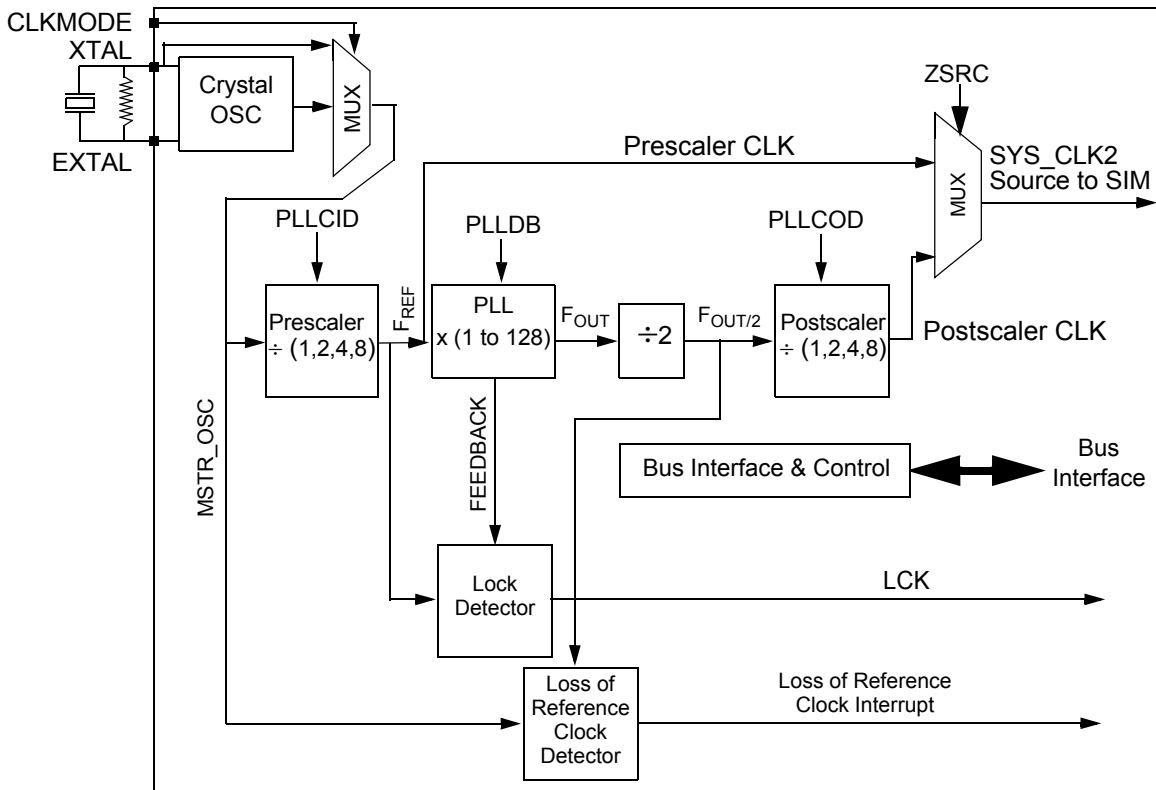 CLKMODE
XTAL
EXTAL
Crystal
OSC
MUX
ZSRC
Prescaler CLK
MUX
SYS_CLK2
Source to SIM
PLLCID
PLLDB
PLLCOD
Prescaler
÷ (1,2,4,8)
FREF
PLL
x (1 to 128)
FOUT
÷2
FOUT/2
Postscaler
÷ (1,2,4,8)
Postscaler CLK
MSTR_OSC
FEEDBACK
Bus Interface & Control
Bus
Interface
Lock
Detector
LCK
Loss of
Reference
Clock
Detector
Loss of Reference
Clock Interrupt